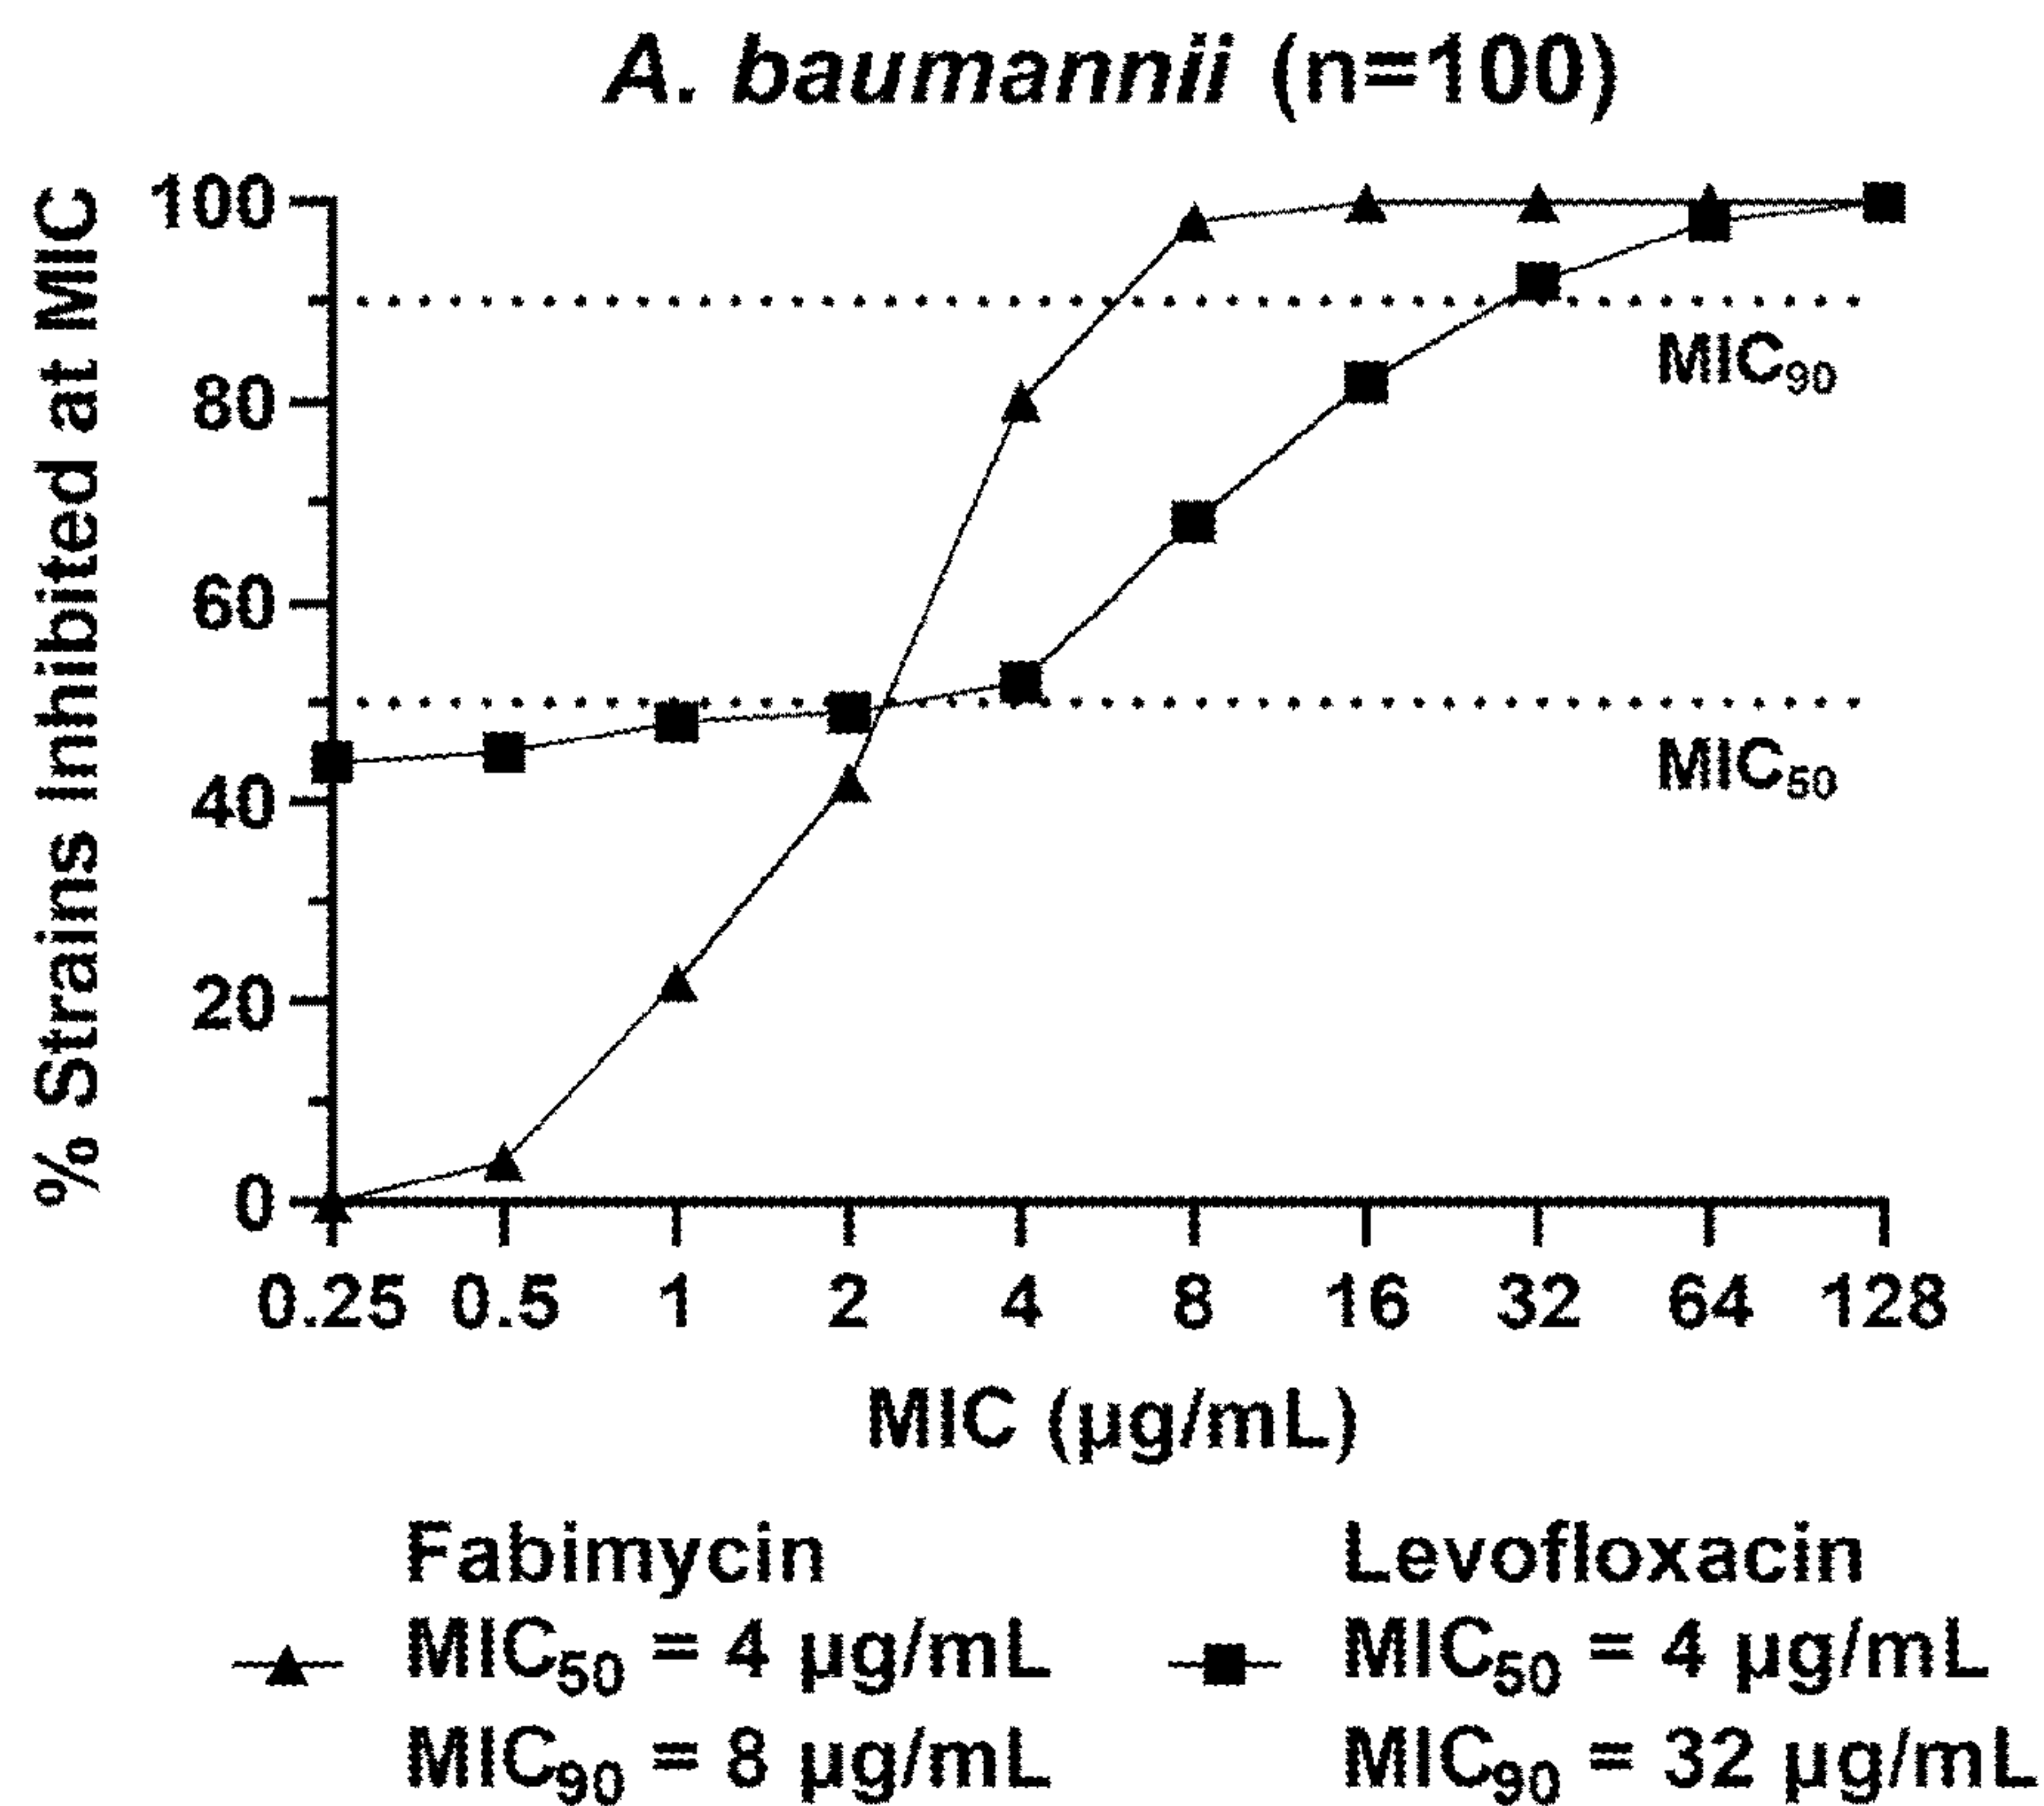 A. baumannii (n=100)
% Strains Inhibited at MIC
100
80
60
40
20
0
MIC90
MIC50
0.25 0.5 1 2 4 8 16 32 64 128
MIC (µg/mL)
Fabimycin
MIC50 = 4 µg/mL
MIC90 = 8 µg/mL
Levofloxacin
MIC50 = 4 µg/mL
MIC90 = 32 µg/mL